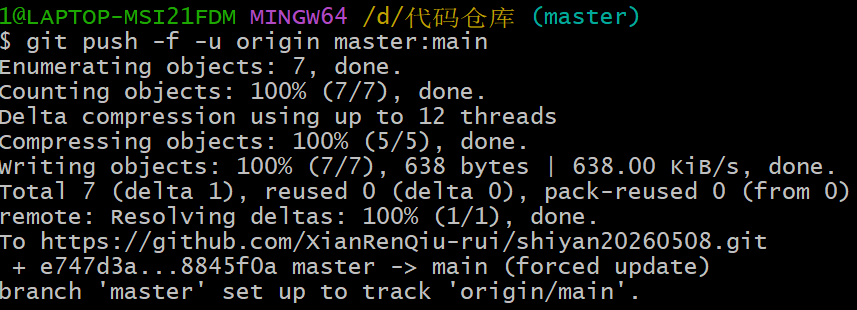 1@LAPTOP-MSI21FDM MINGW64 /d/代码仓库 (master)
$ git push -f -u origin master:main
Enumerating objects: 7, done.
Counting objects: 100% (7/7), done.
Delta compression using up to 12 threads
Compressing objects: 100% (5/5), done.
Writing objects: 100% (7/7), 638 bytes | 638.00 KiB/s, done.
Total 7 (delta 1), reused 0 (delta 0), pack-reused 0 (from 0)
remote: Resolving deltas: 100% (1/1), done.
To https://github.com/XianRenQiu-rui/shiyan20260508.git
 + e747d3a...8845f0a master -> main (forced update)
branch 'master' set up to track 'origin/main'.